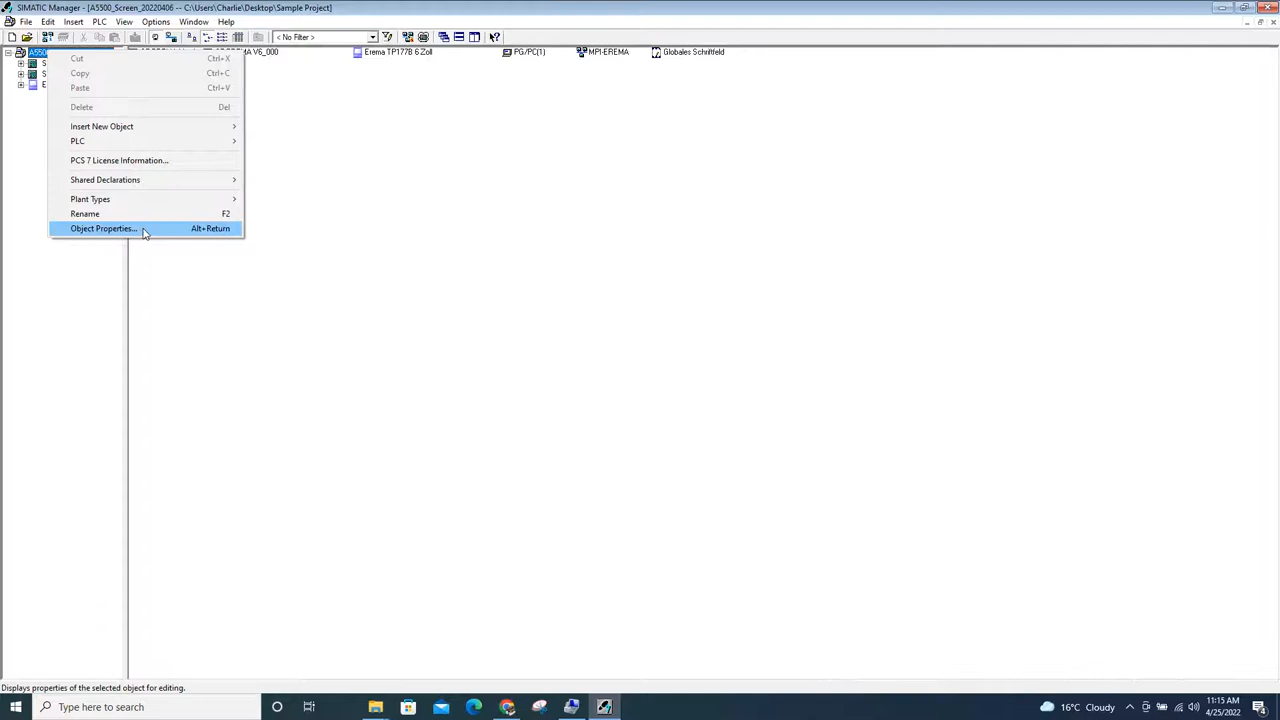 SIMATIC Manager - [A5500_Screen_20220406 -- C:\Users\Charlie\Desktop\Sample Project]
File Edit Insert PLC View Options Window Help
< No Filter >
A5500
V6_000
Erema TP177B 6 Zoll
PG/PC(1)
MPI-EREMA
Globales Schriftfeld
S
S
E
Cut Ctrl+X
Copy Ctrl+C
Paste Ctrl+V
Delete Del
Insert New Object
PLC
PCS 7 License Information...
Shared Declarations
Plant Types
Rename F2
Object Properties... Alt+Return
Displays properties of the selected object for editing.
Type here to search
16°C Cloudy
11:15 AM
4/25/2022
4